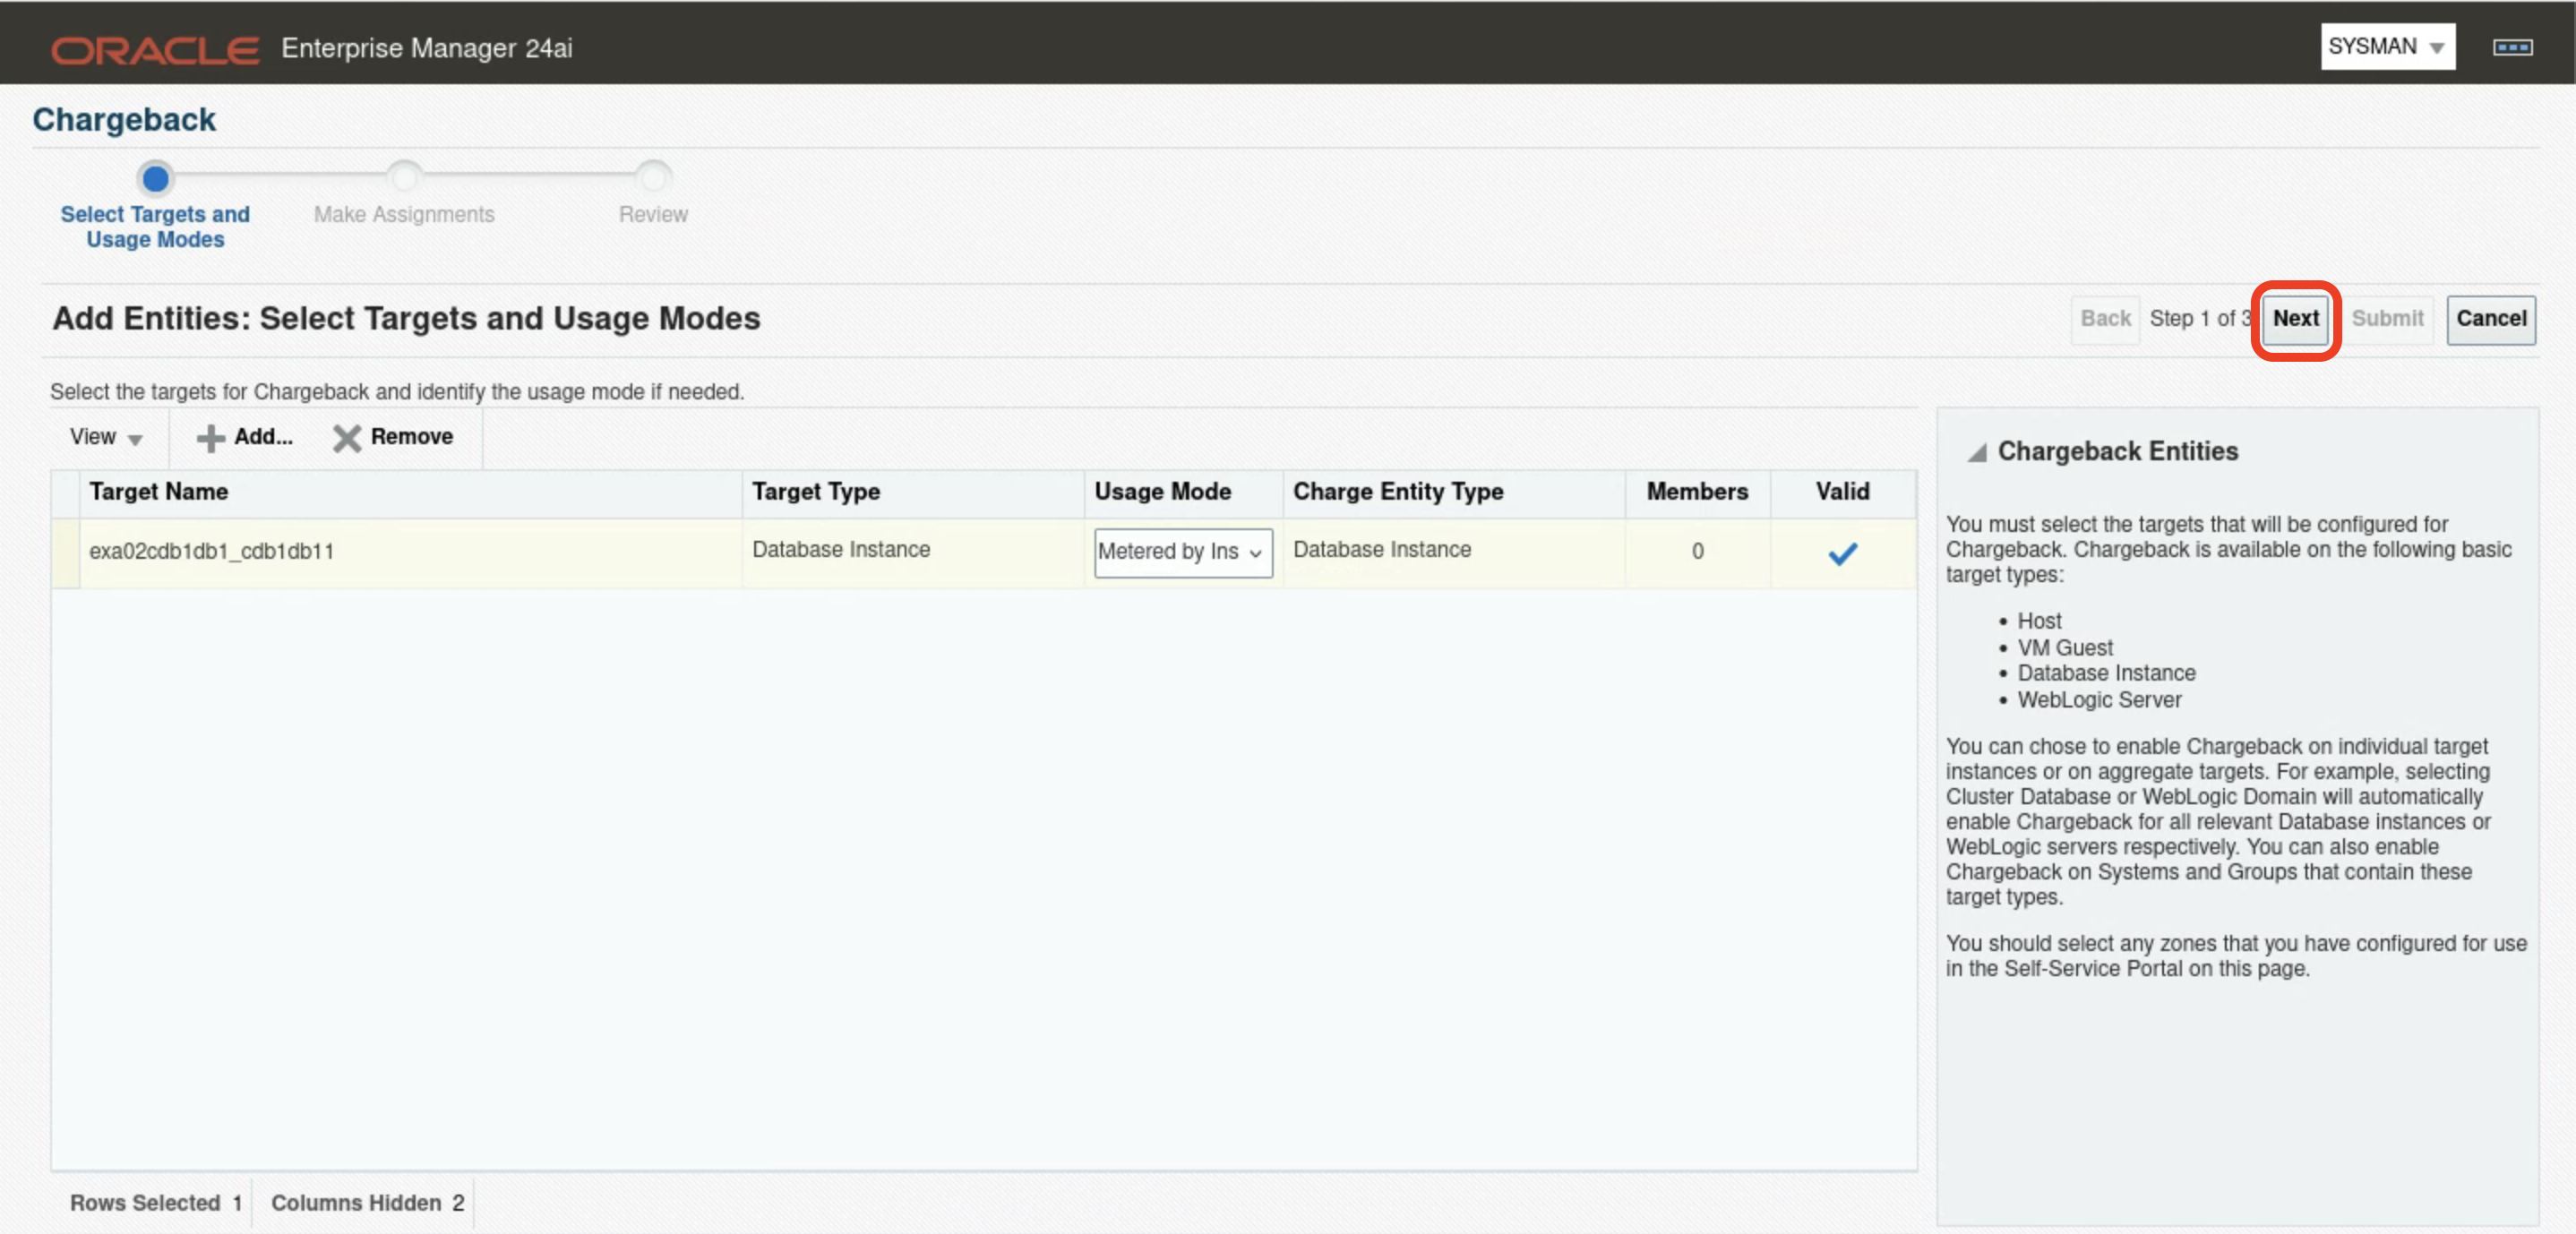 ORACLE Enterprise Manager 24ai
SYSMAN
Chargeback
Select Targets and
Usage Modes
Make Assignments
Review
Add Entities: Select Targets and Usage Modes
Back Step 1 of 3 Next Submit Cancel
Select the targets for Chargeback and identify the usage mode if needed.
View Add... Remove
Target Name Target Type Usage Mode Charge Entity Type Members Valid
exa02cdb1db1_cdb1db11 Database Instance Metered by Ins Database Instance 0
Rows Selected 1 Columns Hidden 2
Chargeback Entities
You must select the targets that will be configured for
Chargeback. Chargeback is available on the following basic
target types:
• Host
• VM Guest
• Database Instance
• WebLogic Server
You can chose to enable Chargeback on individual target
instances or on aggregate targets. For example, selecting
Cluster Database or WebLogic Domain will automatically
enable Chargeback for all relevant Database instances or
WebLogic servers respectively. You can also enable
Chargeback on Systems and Groups that contain these
target types.
You should select any zones that you have configured for use
in the Self-Service Portal on this page.